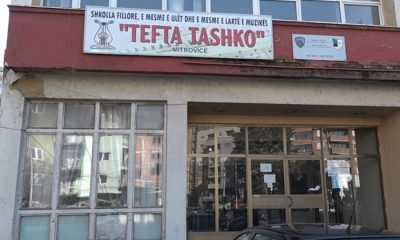 SHKOLLA FILLORE, E MESME E ULËT DHE E MESME E LARTË E MUZIKËS
"TEFTA TASHKO"
MITROVICË